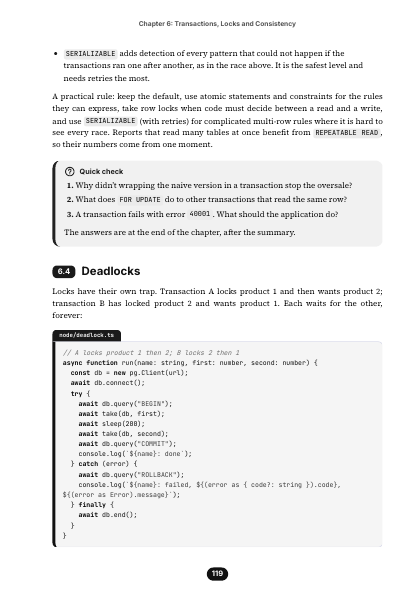 Chapter 6: Transactions, Locks and Consistency
• SERIALIZABLE adds detection of every pattern that could not happen if the
transactions ran one after another, as in the race above. It is the safest level and
needs retries the most.
A practical rule: keep the default, use atomic statements and constraints for the rules
they can express, take row locks when code must decide between a read and a write,
and use SERIALIZABLE (with retries) for complicated multi-row rules where it is hard to
see every race. Reports that read many tables at once benefit from REPEATABLE READ,
so their numbers come from one moment.
? Quick check
1. Why didn't wrapping the naive version in a transaction stop the oversale?
2. What does FOR UPDATE do to other transactions that read the same row?
3. A transaction fails with error 40001. What should the application do?
The answers are at the end of the chapter, after the summary.
6.4 Deadlocks
Locks have their own trap. Transaction A locks product 1 and then wants product 2;
transaction B has locked product 2 and wants product 1. Each waits for the other,
forever:
node/deadlock.ts
// A locks product 1 then 2; B locks 2 then 1
async function run(name: string, first: number, second: number) {
  const db = new pg.Client(url);
  await db.connect();
  try {
    await db.query("BEGIN");
    await take(db, first);
    await sleep(200);
    await take(db, second);
    await db.query("COMMIT");
    console.log(`${name}: done`);
  } catch (error) {
    await db.query("ROLLBACK");
    console.log(`${name}: failed, ${(error as { code?: string }).code},
${(error as Error).message}`);
  } finally {
    await db.end();
  }
}
119